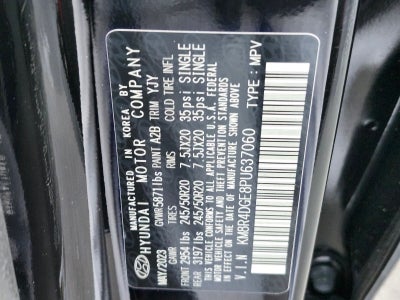 MANUFACTURED IN KOREA BY
HYUNDAI MOTOR COMPANY
MAY/2023 GVWR5871lbs PAINT A2B TRIM YJY
GAWR TIRES RIMS COLD TIRE INFL
FRONT 2954lbs 245/50R20 7.5JX20 35psi SINGLE
REAR 3197lbs 245/50R20 7.5JX20 35psi SINGLE
THIS VEHICLE CONFORMS TO ALL APPLICABLE U.S.A. FEDERAL
MOTOR VEHICLE SAFETY, BUMPER, AND THEFT PREVENTION STANDARDS
IN EFFECT ON THE DATE OF MANUFACTURE SHOWN ABOVE.
V.I.N KM8R4DGE8PU637060 TYPE: MPV